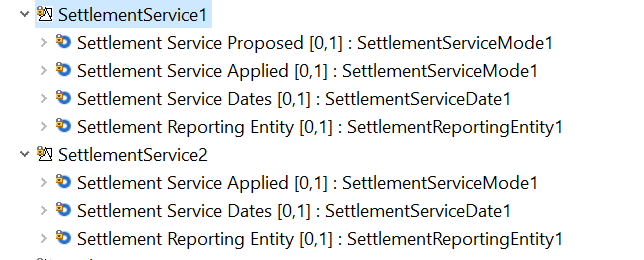 SettlementService1
Settlement Service Proposed [0,1] : SettlementServiceMode1
Settlement Service Applied [0,1] : SettlementServiceMode1
Settlement Service Dates [0,1] : SettlementServiceDate1
Settlement Reporting Entity [0,1] : SettlementReportingEntity1
SettlementService2
Settlement Service Applied [0,1] : SettlementServiceMode1
Settlement Service Dates [0,1] : SettlementServiceDate1
Settlement Reporting Entity [0,1] : SettlementReportingEntity1